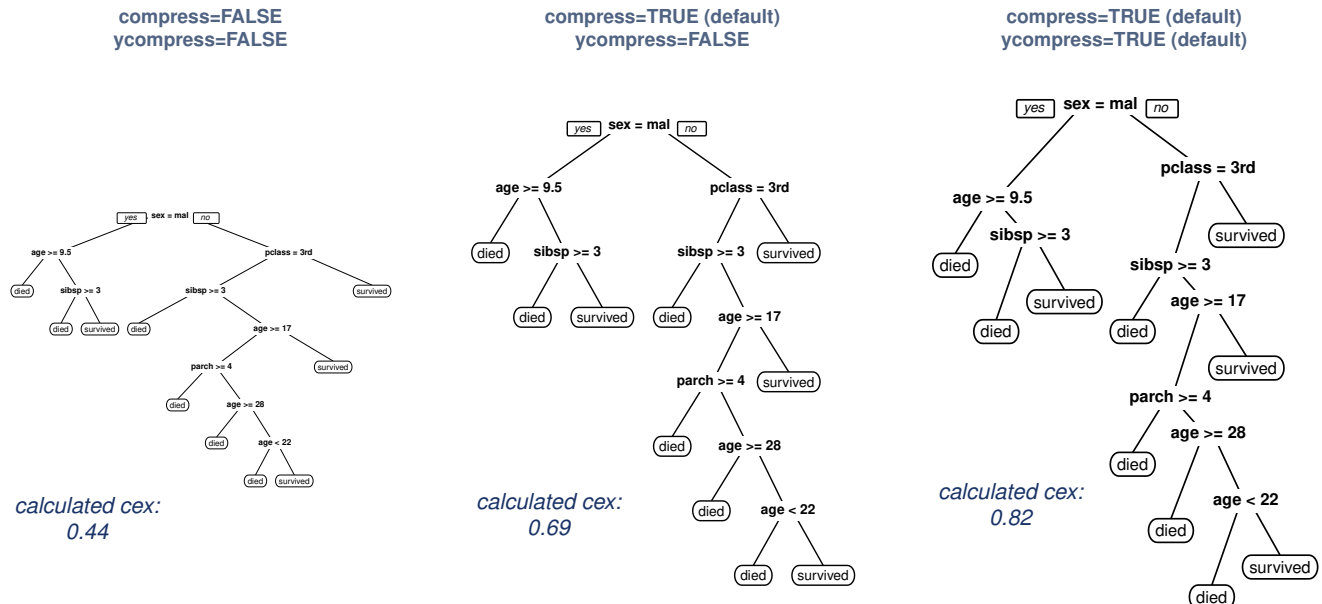 compress=FALSE
ycompress=FALSE
yes sex = mal no
age >= 9.5 pclass = 3rd
died sibsp >= 3 sibsp >= 3 survived
died survived died age >= 17
parch >= 4 survived
died age >= 28
died age < 22
died survived
calculated cex:
0.44
compress=TRUE (default)
ycompress=FALSE
yes sex = mal no
age >= 9.5 pclass = 3rd
died sibsp >= 3 sibsp >= 3 survived
died survived died age >= 17
parch >= 4 survived
died age >= 28
died age < 22
died survived
calculated cex:
0.69
compress=TRUE (default)
ycompress=TRUE (default)
yes sex = mal no
pclass = 3rd
age >= 9.5
sibsp >= 3 survived
died sibsp >= 3
survived age >= 17
died died
survived
parch >= 4
age >= 28
died
age < 22
died
survived
died
calculated cex:
0.82